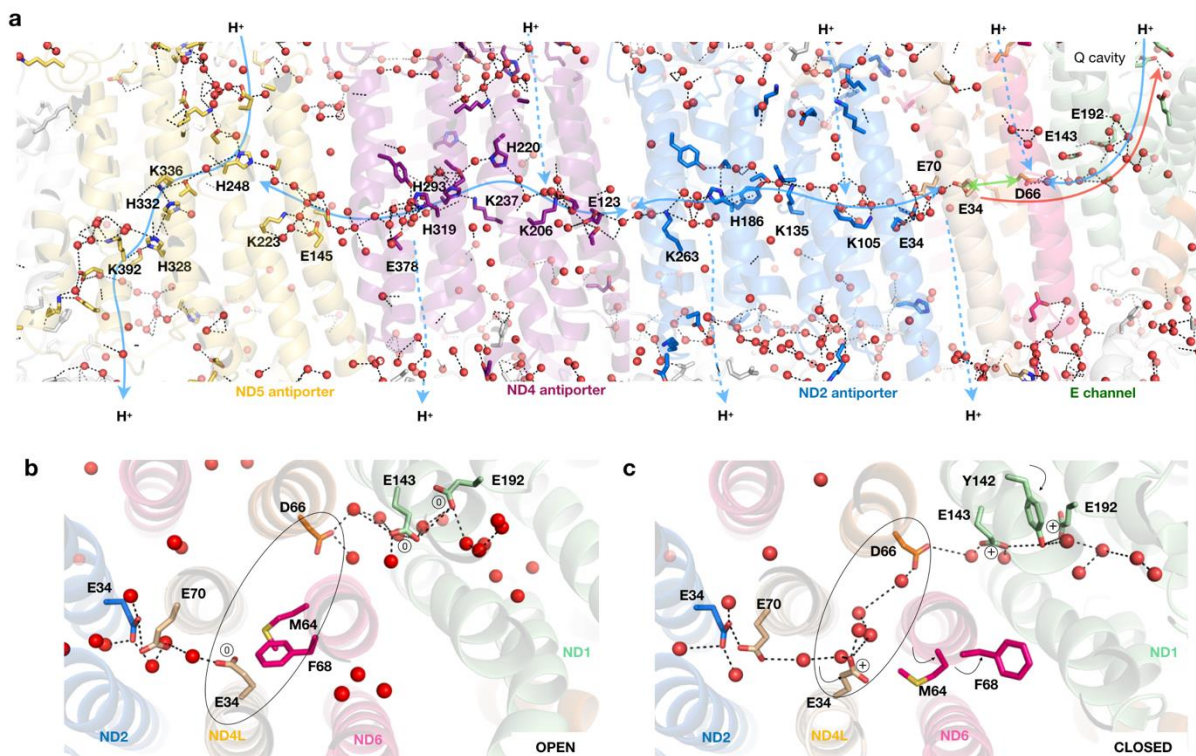 a
H⁺
H⁺
H⁺
H⁺
H⁺
Q cavity
E192
E143
D66
E34
E70
E34
K105
K135
H186
K263
E123
K206
K237
H220
H293
H319
E378
E145
K223
H248
K336
H332
H328
K392
ND5 antiporter
ND4 antiporter
ND2 antiporter
E channel
H⁺
H⁺
H⁺
H⁺
b
E143
E192
0
0
D66
E34
E70
0
M64
F68
E34
ND1
ND2
ND4L
ND6
OPEN
c
Y142
E143
E192
+
+
D66
E34
E70
+
M64
F68
E34
ND1
ND2
ND4L
ND6
CLOSED